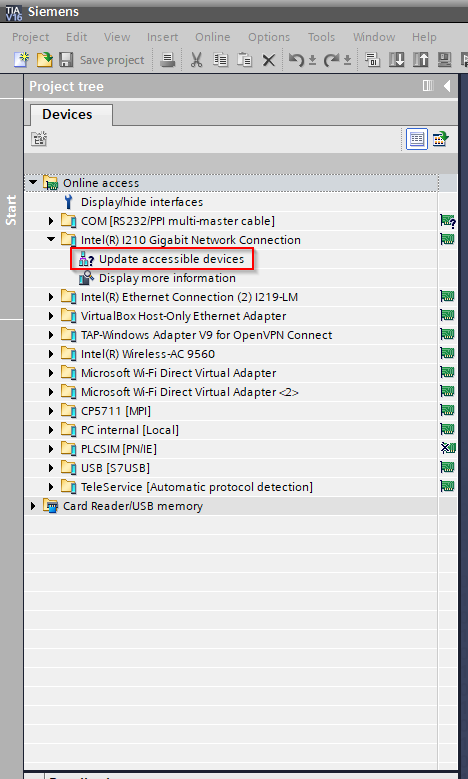 TIA V16 Siemens
Project Edit View Insert Online Options Tools Window Help
Save project
Project tree
Devices
Start
Online access
Display/hide interfaces
COM [RS232/PPI multi-master cable]
Intel(R) I210 Gigabit Network Connection
Update accessible devices
Display more information
Intel(R) Ethernet Connection (2) I219-LM
VirtualBox Host-Only Ethernet Adapter
TAP-Windows Adapter V9 for OpenVPN Connect
Intel(R) Wireless-AC 9560
Microsoft Wi-Fi Direct Virtual Adapter
Microsoft Wi-Fi Direct Virtual Adapter <2>
CP5711 [MPI]
PC internal [Local]
PLCSIM [PN/IE]
USB [S7USB]
TeleService [Automatic protocol detection]
Card Reader/USB memory